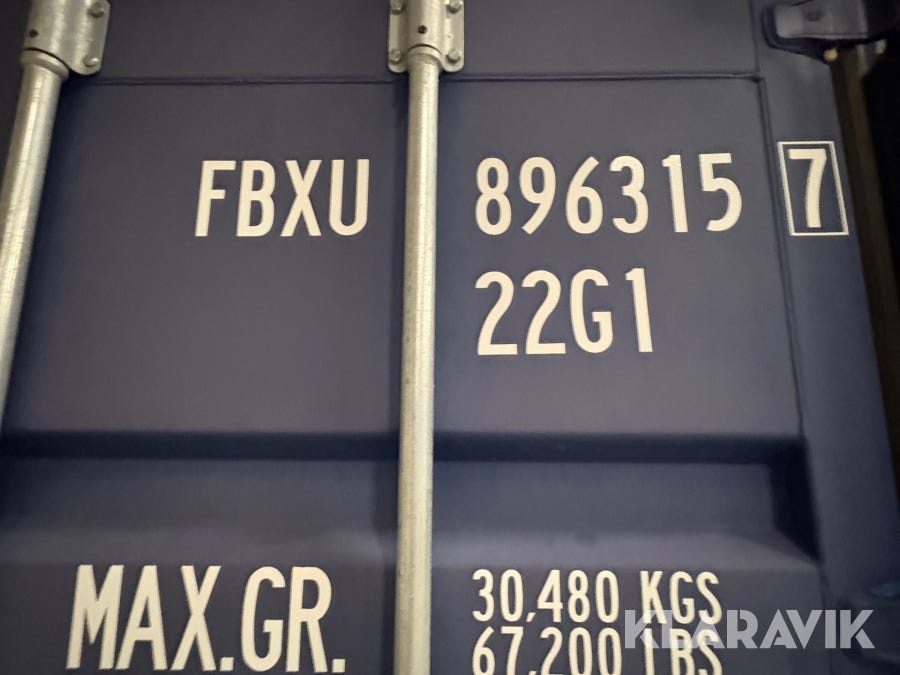 FBXU 896315 7
22G1
MAX.GR. 30,480 KGS
67,200 LBS
KLARAVIK